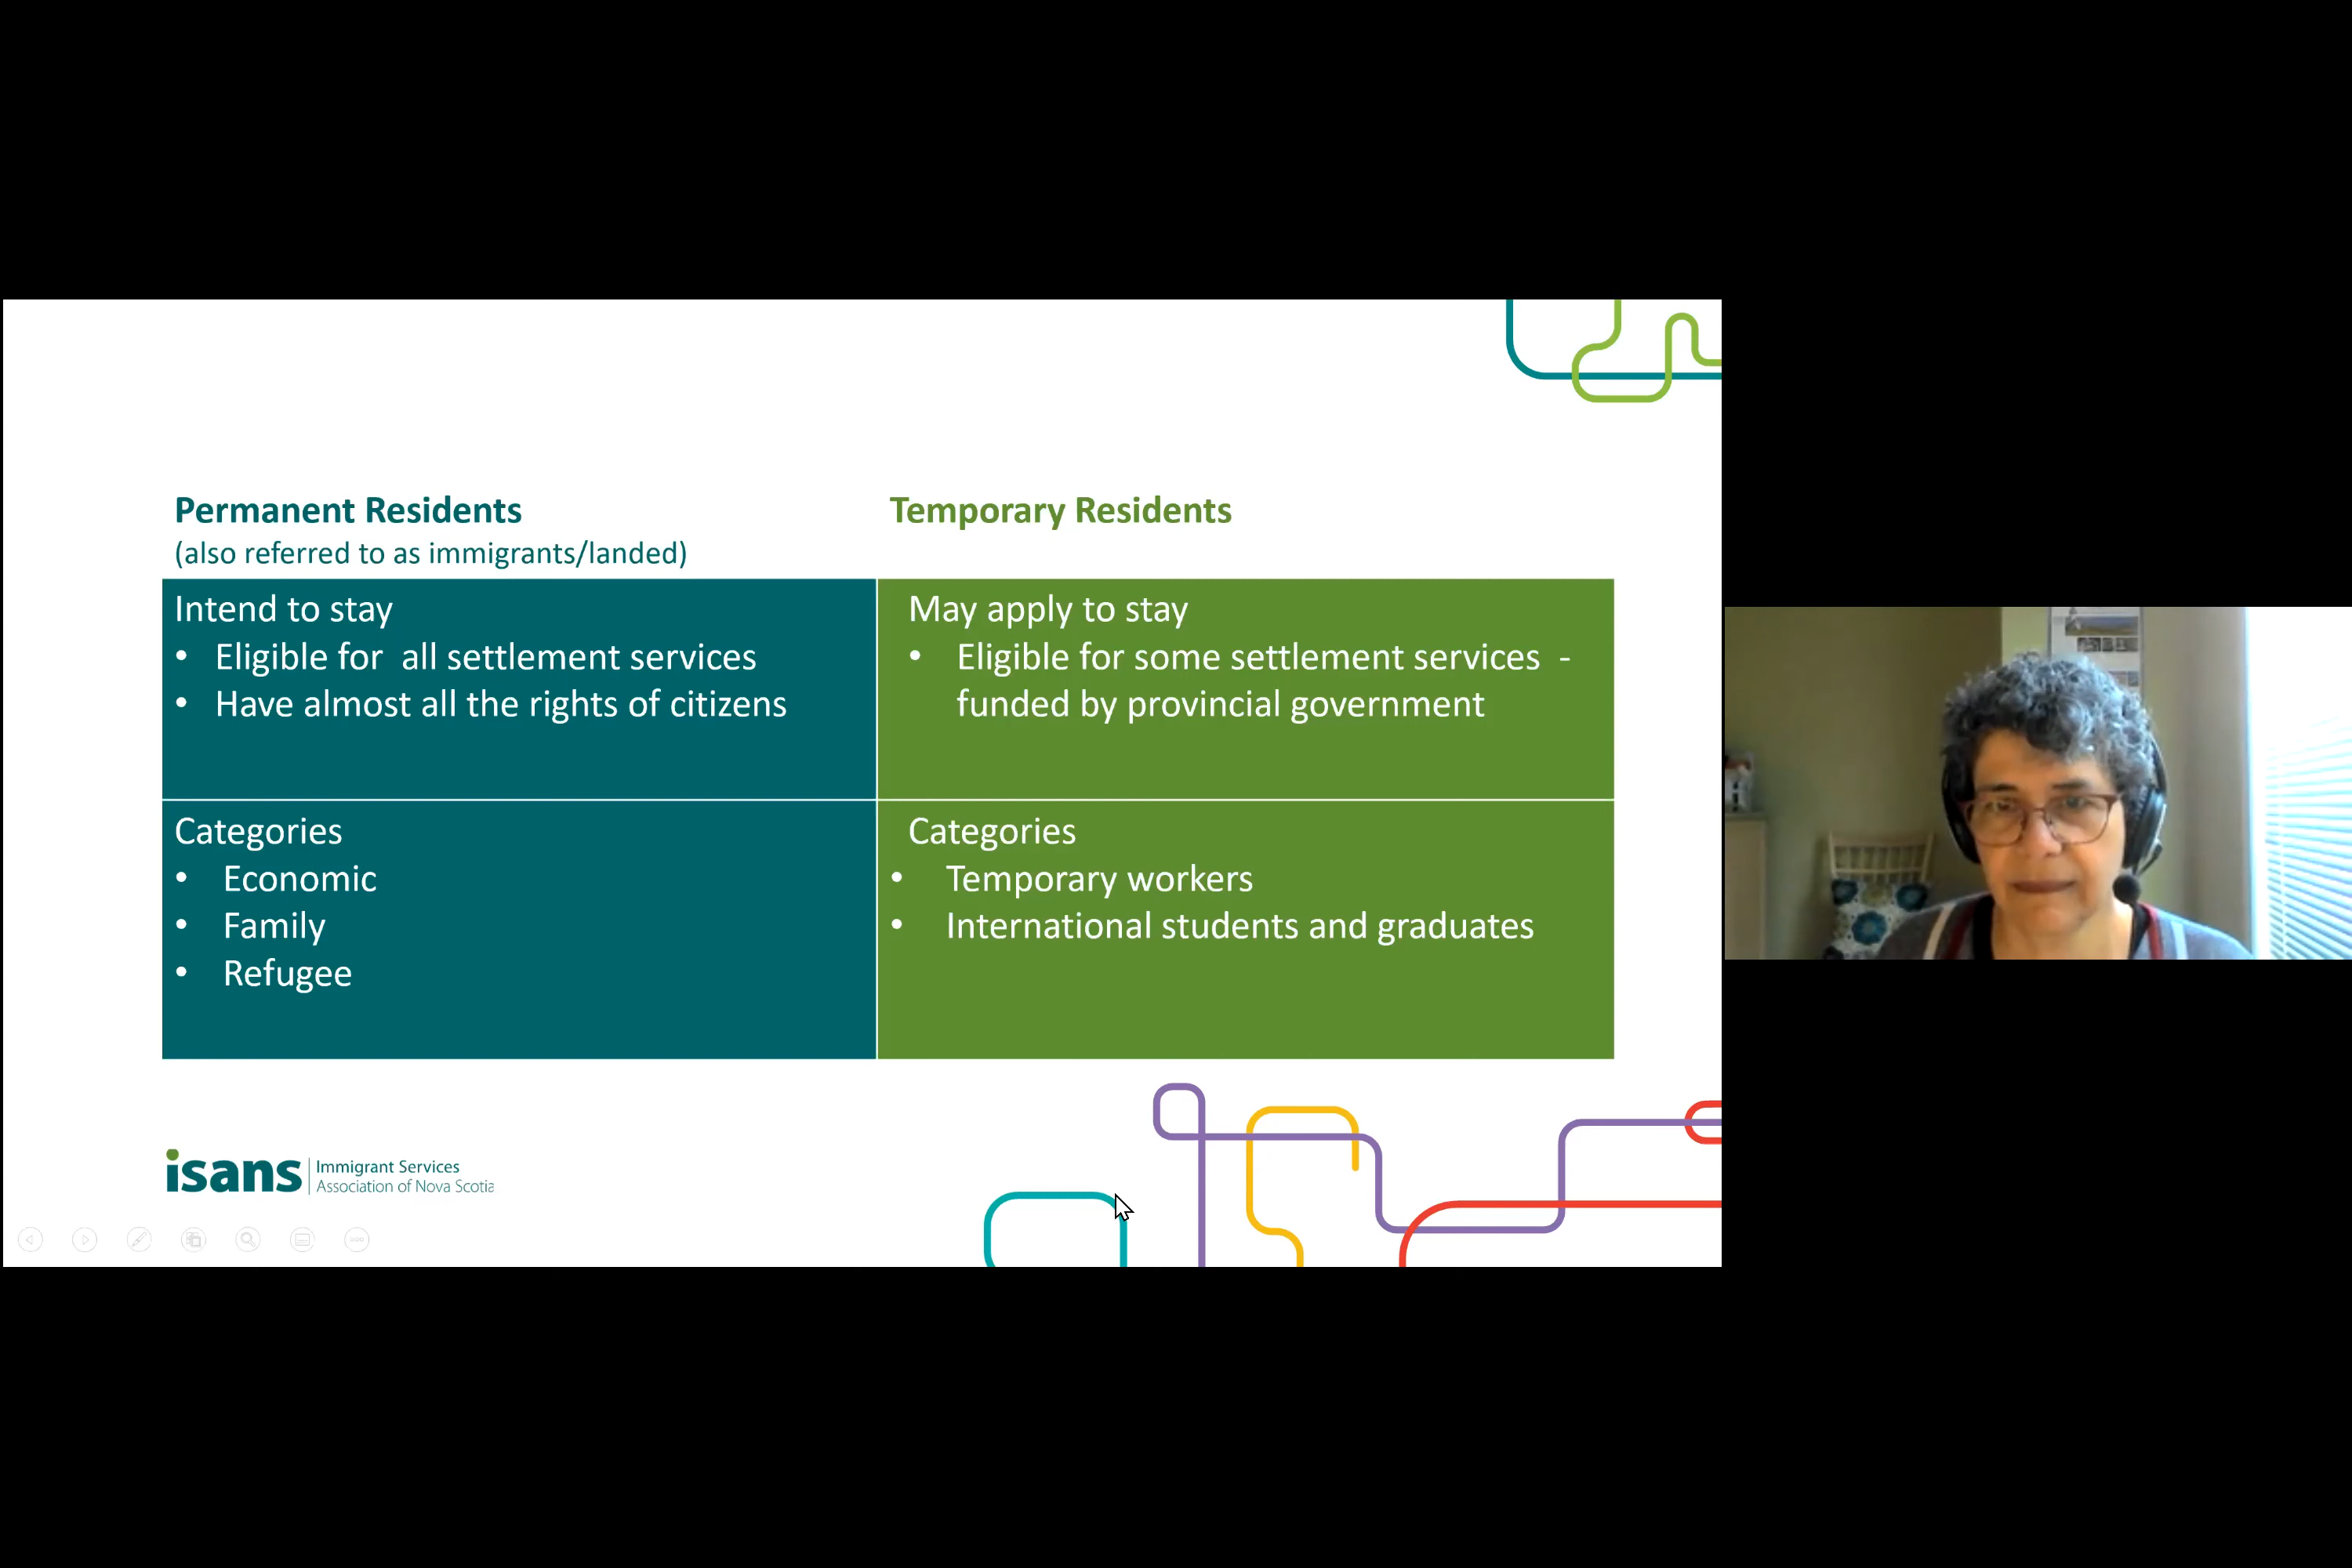 Permanent Residents
(also referred to as immigrants/landed)
Temporary Residents
Intend to stay
• Eligible for all settlement services
• Have almost all the rights of citizens
May apply to stay
• Eligible for some settlement services -
funded by provincial government
Categories
• Economic
• Family
• Refugee
Categories
• Temporary workers
• International students and graduates
isans
Immigrant Services
Association of Nova Scotia